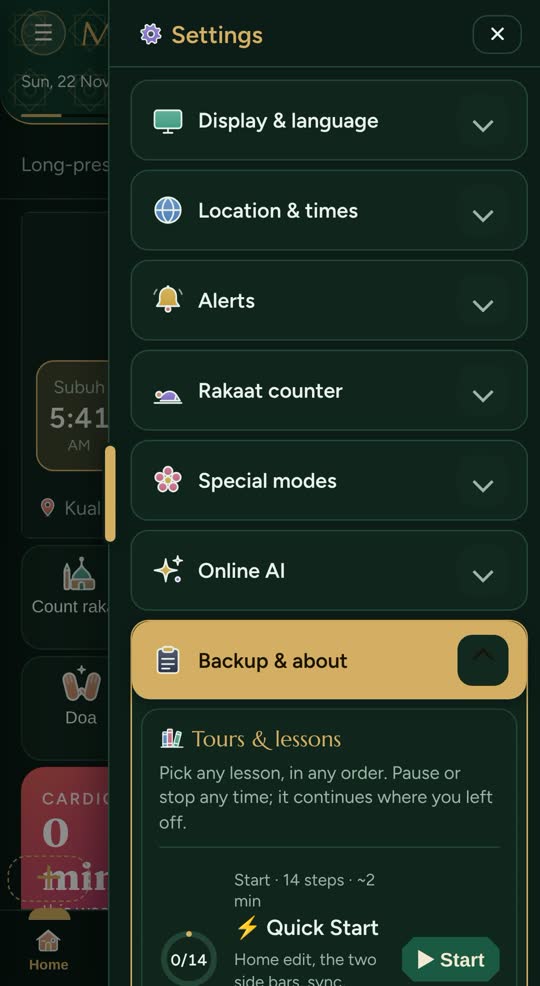 Settings
Sun, 22 Nov
Display & language
Long-pres
Location & times
Alerts
Subuh
5:41
AM
Rakaat counter
Special modes
Kual
Online AI
Count raka
Backup & about
Doa
Tours & lessons
Pick any lesson, in any order. Pause or
stop any time; it continues where you left
off.
CARDIO
0
min
Start · 14 steps · ~2
min
Quick Start
0/14
Home edit, the two
side bars, sync
Start
Home